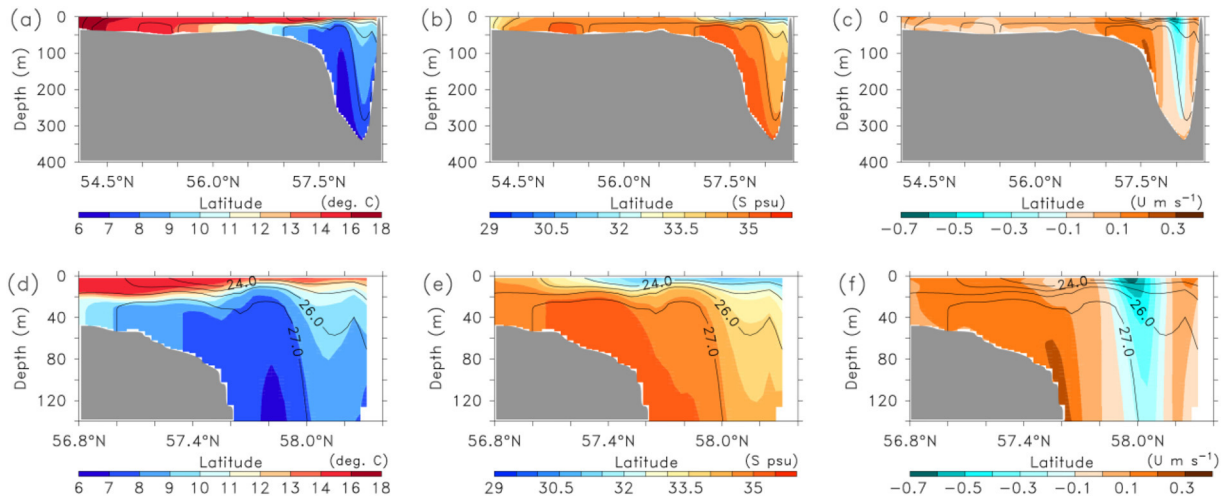 (a)
0
100
200
300
400
Depth (m)
54.5°N 56.0°N 57.5°N
Latitude (deg. C)
6 7 8 9 10 11 12 13 14 16 18
(b)
0
100
200
300
400
Depth (m)
54.5°N 56.0°N 57.5°N
Latitude (S psu)
29 30.5 32 33.5 35
(c)
0
100
200
300
400
Depth (m)
54.5°N 56.0°N 57.5°N
Latitude (U m s⁻¹)
−0.7 −0.5 −0.3 −0.1 0.1 0.3
(d)
0
40
80
120
Depth (m)
24.0
26.0
27.0
56.8°N 57.4°N 58.0°N
Latitude (deg. C)
6 7 8 9 10 11 12 13 14 16 18
(e)
0
40
80
120
Depth (m)
24.0
26.0
27.0
56.8°N 57.4°N 58.0°N
Latitude (S psu)
29 30.5 32 33.5 35
(f)
0
40
80
120
Depth (m)
24.0
26.0
27.0
56.8°N 57.4°N 58.0°N
Latitude (U m s⁻¹)
−0.7 −0.5 −0.3 −0.1 0.1 0.3